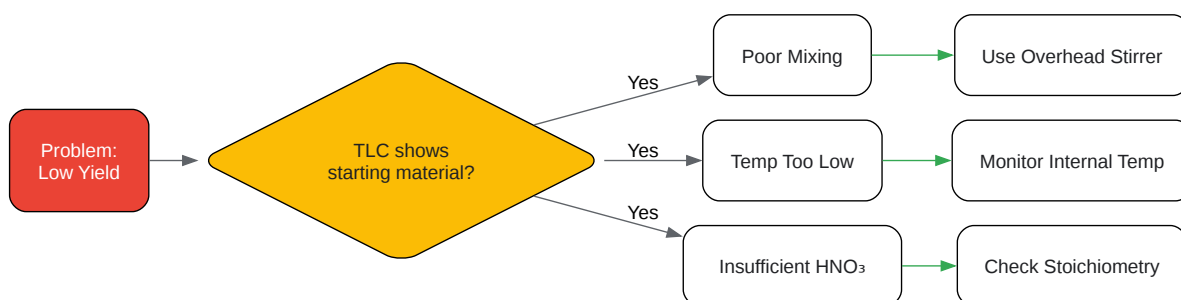 Problem:
Low Yield
TLC shows
starting material?
Yes
Poor Mixing
Use Overhead Stirrer
Yes
Temp Too Low
Monitor Internal Temp
Yes
Insufficient HNO₃
Check Stoichiometry